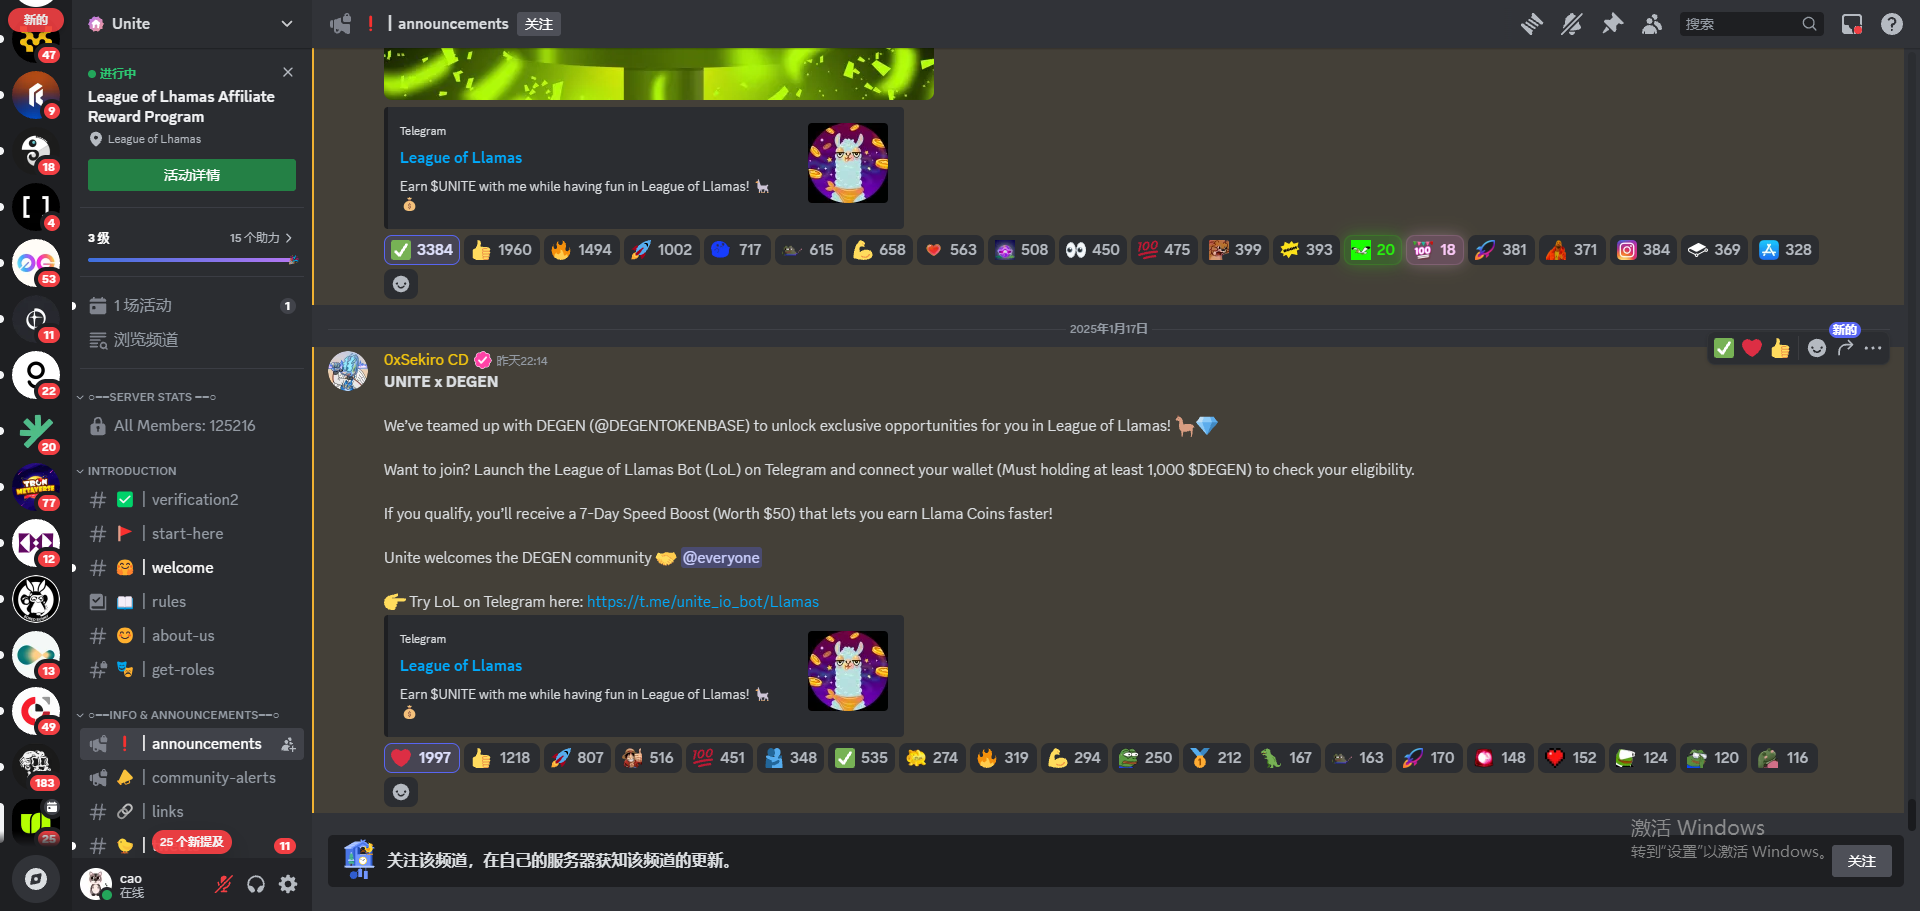 新的
47
9
18
[ ]
4
53
11
22
20
TRON
METAVERSE
77
12
13
49
183
25
Unite
进行中
League of Lhamas Affiliate
Reward Program
League of Lhamas
活动详情
3 级
15 个助力
1 场活动
1
浏览频道
○──SERVER STATS ──○
All Members: 125216
INTRODUCTION
# ✅ | verification2
# 🚩 | start-here
# 🤗 | welcome
📖 | rules
# 😊 | about-us
# 🎭 | get-roles
○──INFO & ANNOUNCEMENTS──○
❗ | announcements
📣 | community-alerts
# 🔗 | links
# 🐤 |
25 个新提及
11
cao
在线
❗ | announcements
关注
搜索
Telegram
League of Llamas
Earn $UNITE with me while having fun in League of Llamas! 🦙
💰
✅ 3384 👍 1960 🔥 1494 🚀 1002 717 615 💪 658 ❤️ 563 508 👀 450 💯 475 399 393 20 💯 18 381 371 384 369 328
2025年1月17日
新的
0xSekiro CD 昨天22:14
UNITE x DEGEN
We’ve teamed up with DEGEN (@DEGENTOKENBASE) to unlock exclusive opportunities for you in League of Llamas! 🦙💎
Want to join? Launch the League of Llamas Bot (LoL) on Telegram and connect your wallet (Must holding at least 1,000 $DEGEN) to check your eligibility.
If you qualify, you’ll receive a 7-Day Speed Boost (Worth $50) that lets you earn Llama Coins faster!
Unite welcomes the DEGEN community 🤝 @everyone
👉 Try LoL on Telegram here: https://t.me/unite_io_bot/Llamas
Telegram
League of Llamas
Earn $UNITE with me while having fun in League of Llamas! 🦙
💰
❤️ 1997 👍 1218 🚀 807 516 💯 451 348 ✅ 535 274 🔥 319 💪 294 250 🏅 212 🦖 167 163 170 148 152 124 120 116
关注该频道，在自己的服务器获知该频道的更新。
关注
激活 Windows
转到“设置”以激活 Windows。